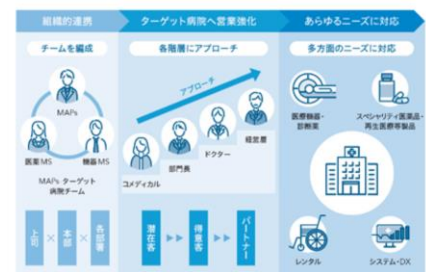 組織的連携
ターゲット病院へ営業強化
あらゆるニーズに対応
チームを編成
各階層にアプローチ
多方面のニーズに対応
MAPs
医薬MS
機器MS
MAPs ターゲット
病院チーム
上司
×
本部
×
各部署
アプローチ
コメディカル
部門長
ドクター
経営層
潜在客
得意客
パートナー
医療機器・
診断薬
スペシャリティ医薬品・
再生医療等製品
レンタル
システム・DX